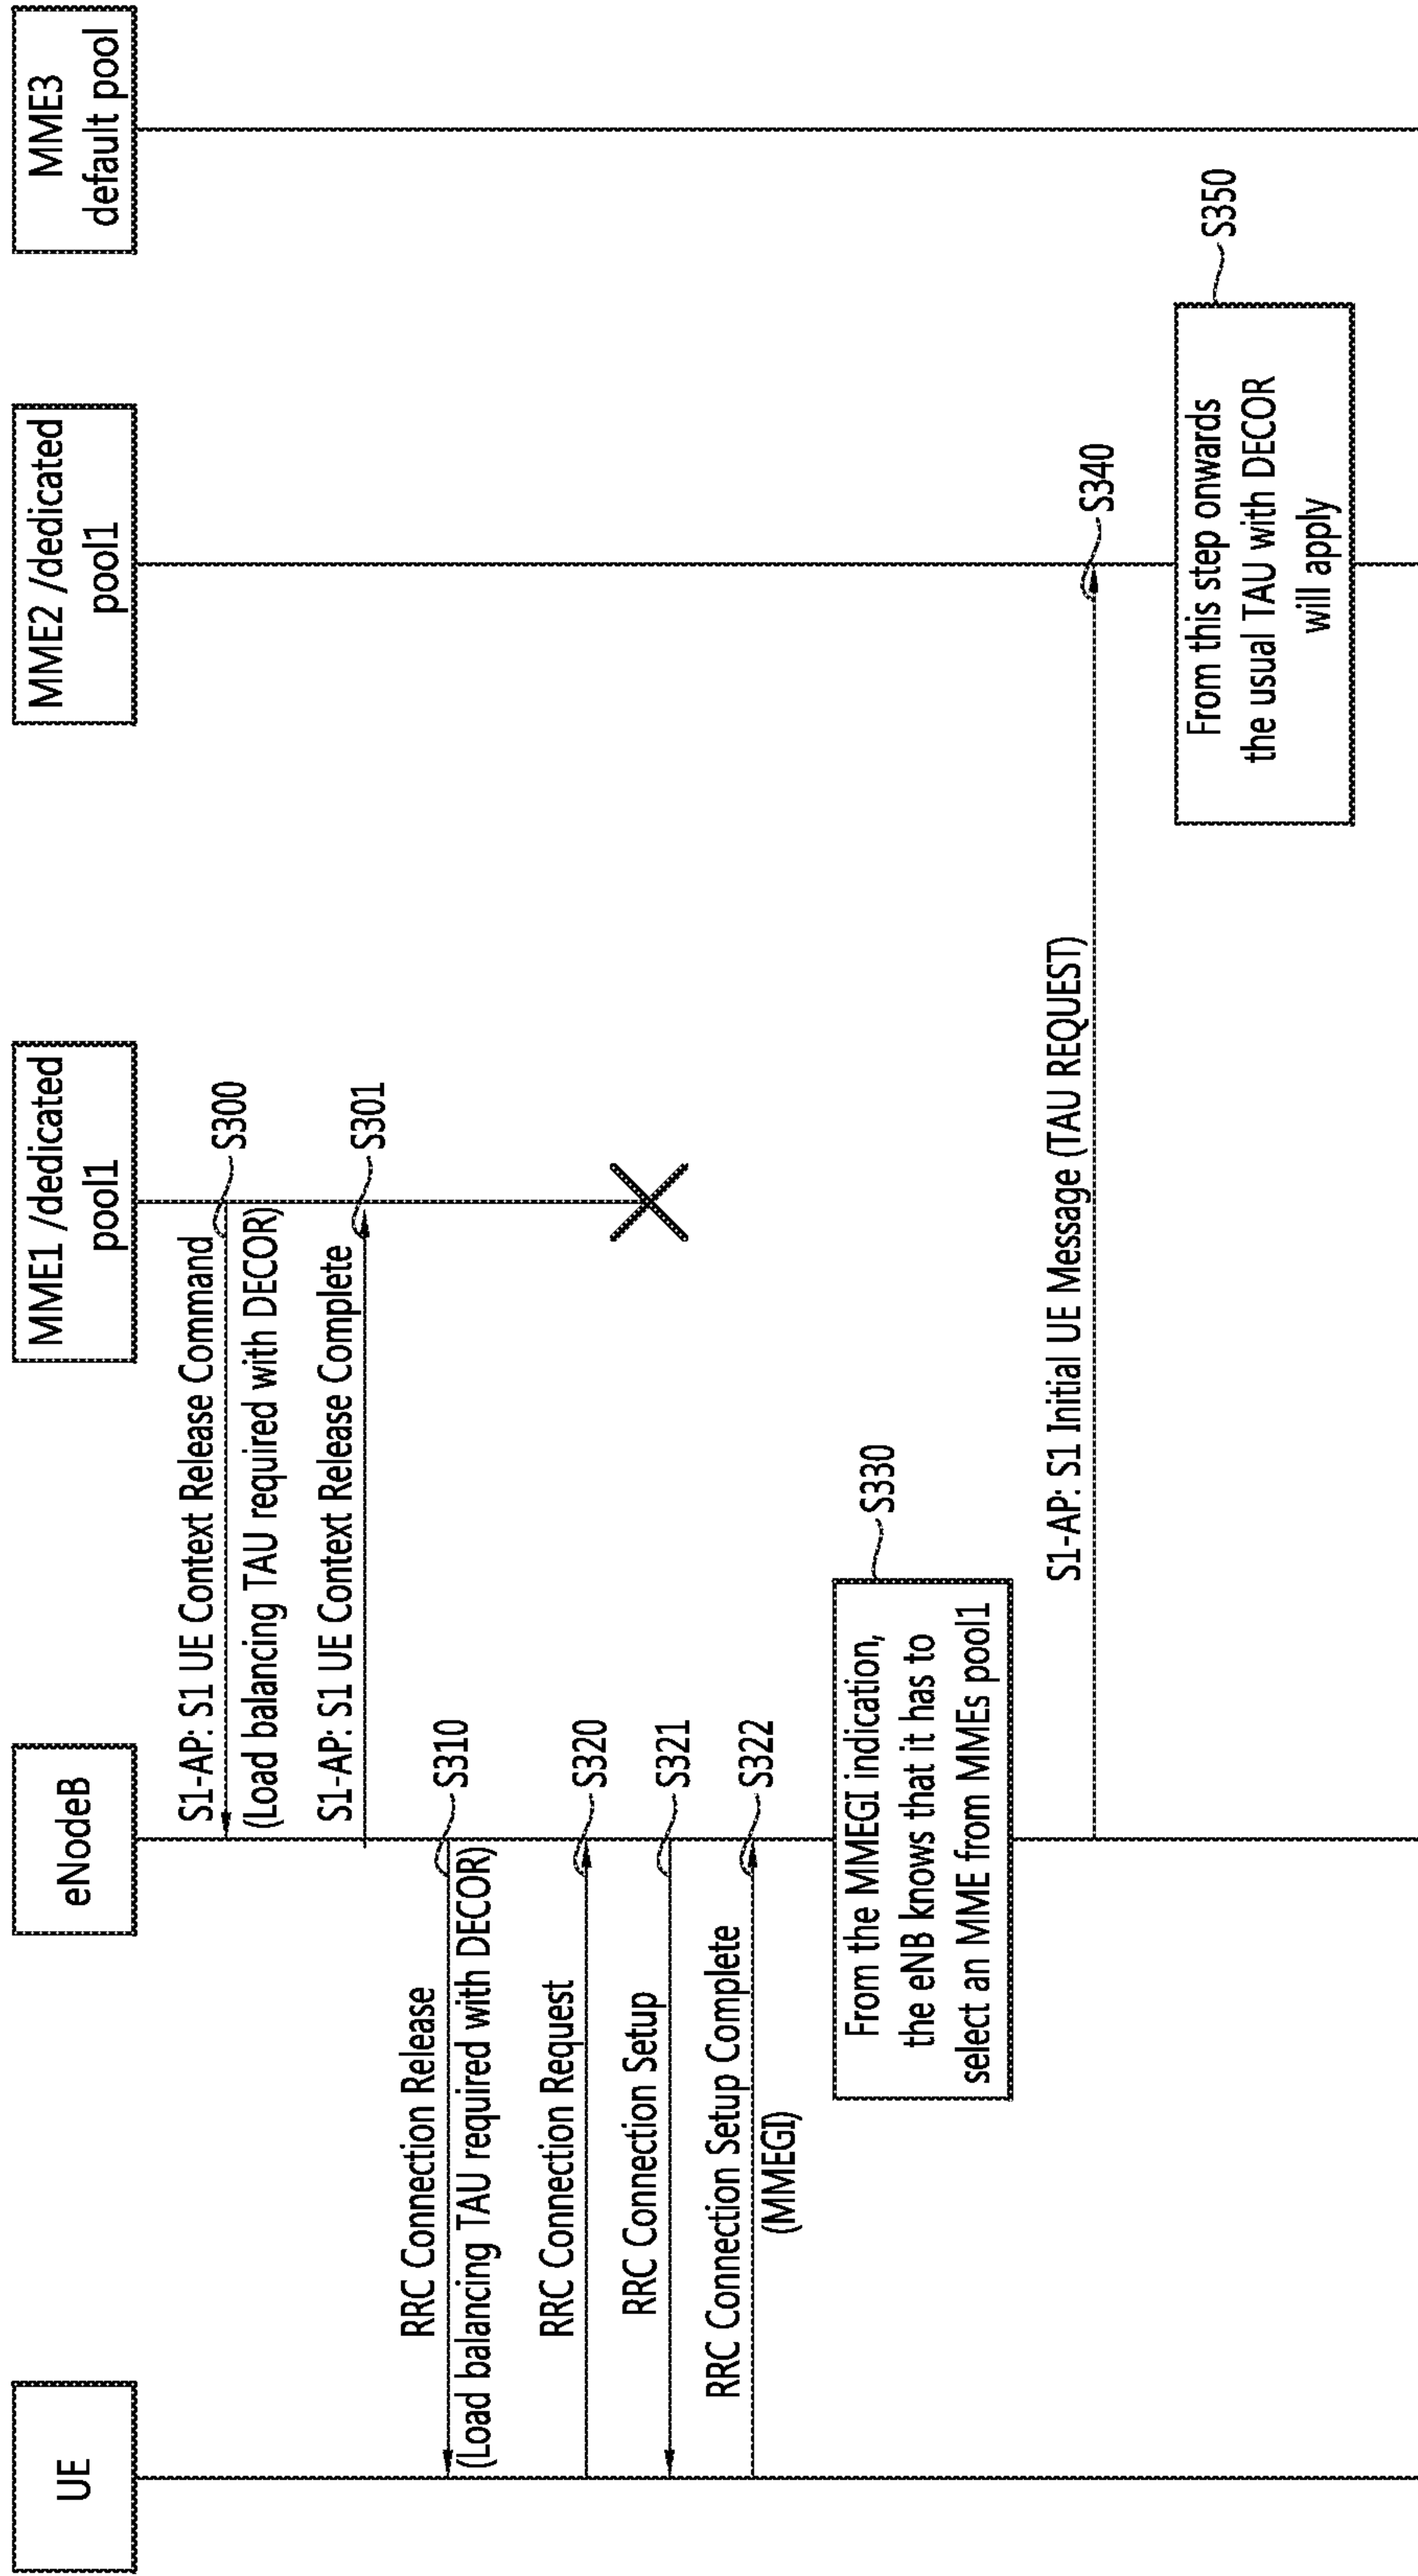 UE
eNodeB
MME1 /dedicated
pool1
MME2 /dedicated
pool1
MME3
default pool
S1-AP: S1 UE Context Release Command
S300
(Load balancing TAU required with DECOR)
S1-AP: S1 UE Context Release Complete
S301
RRC Connection Release
S310
(Load balancing TAU required with DECOR)
RRC Connection Request
S320
RRC Connection Setup
S321
RRC Connection Setup Complete
S322
(MMEGI)
S330
From the MMEGI indication,
the eNB knows that it has to
select an MME from MMEs pool1
S1-AP: S1 Initial UE Message (TAU REQUEST)
S340
S350
From this step onwards
the usual TAU with DECOR
will apply